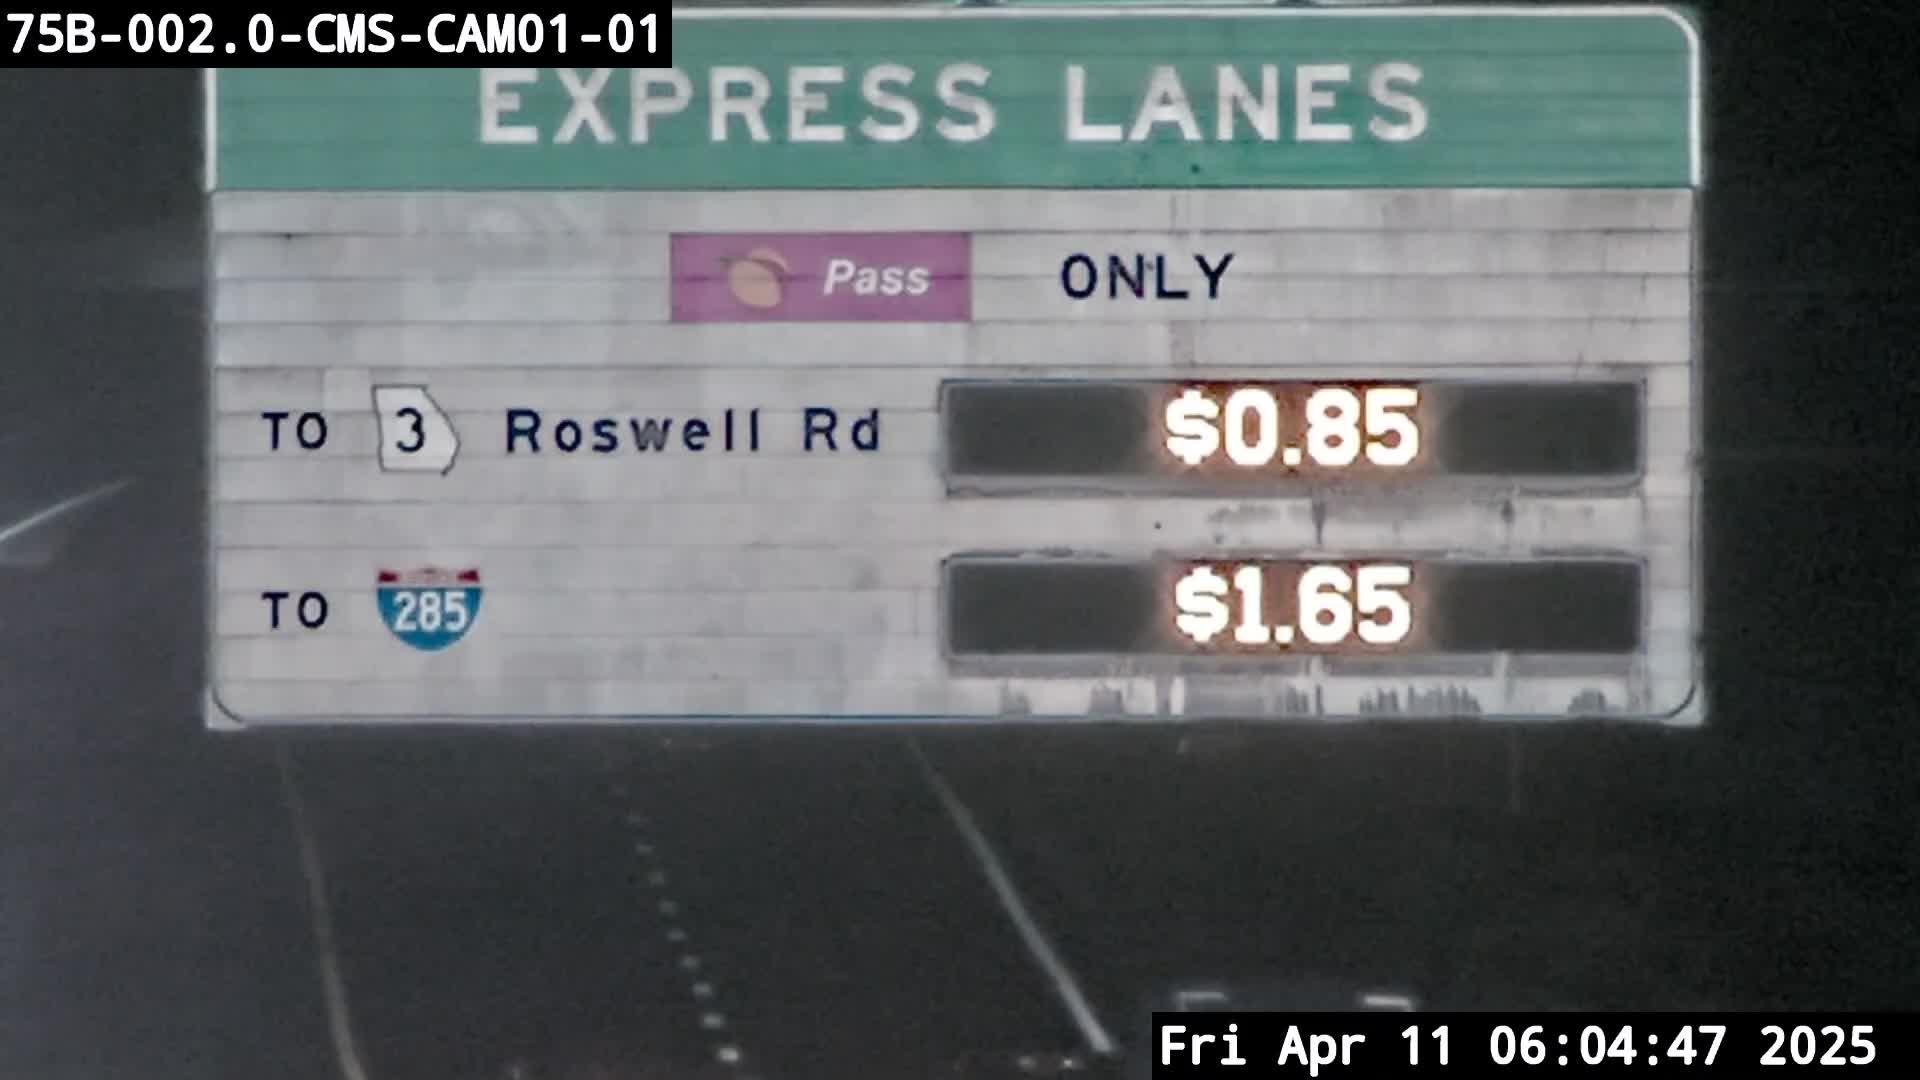 75B-002.0-CMS-CAM01-01
EXPRESS LANES
Pass ONLY
TO 3 Roswell Rd $0.85
TO 285 $1.65
Fri Apr 11 06:04:47 2025